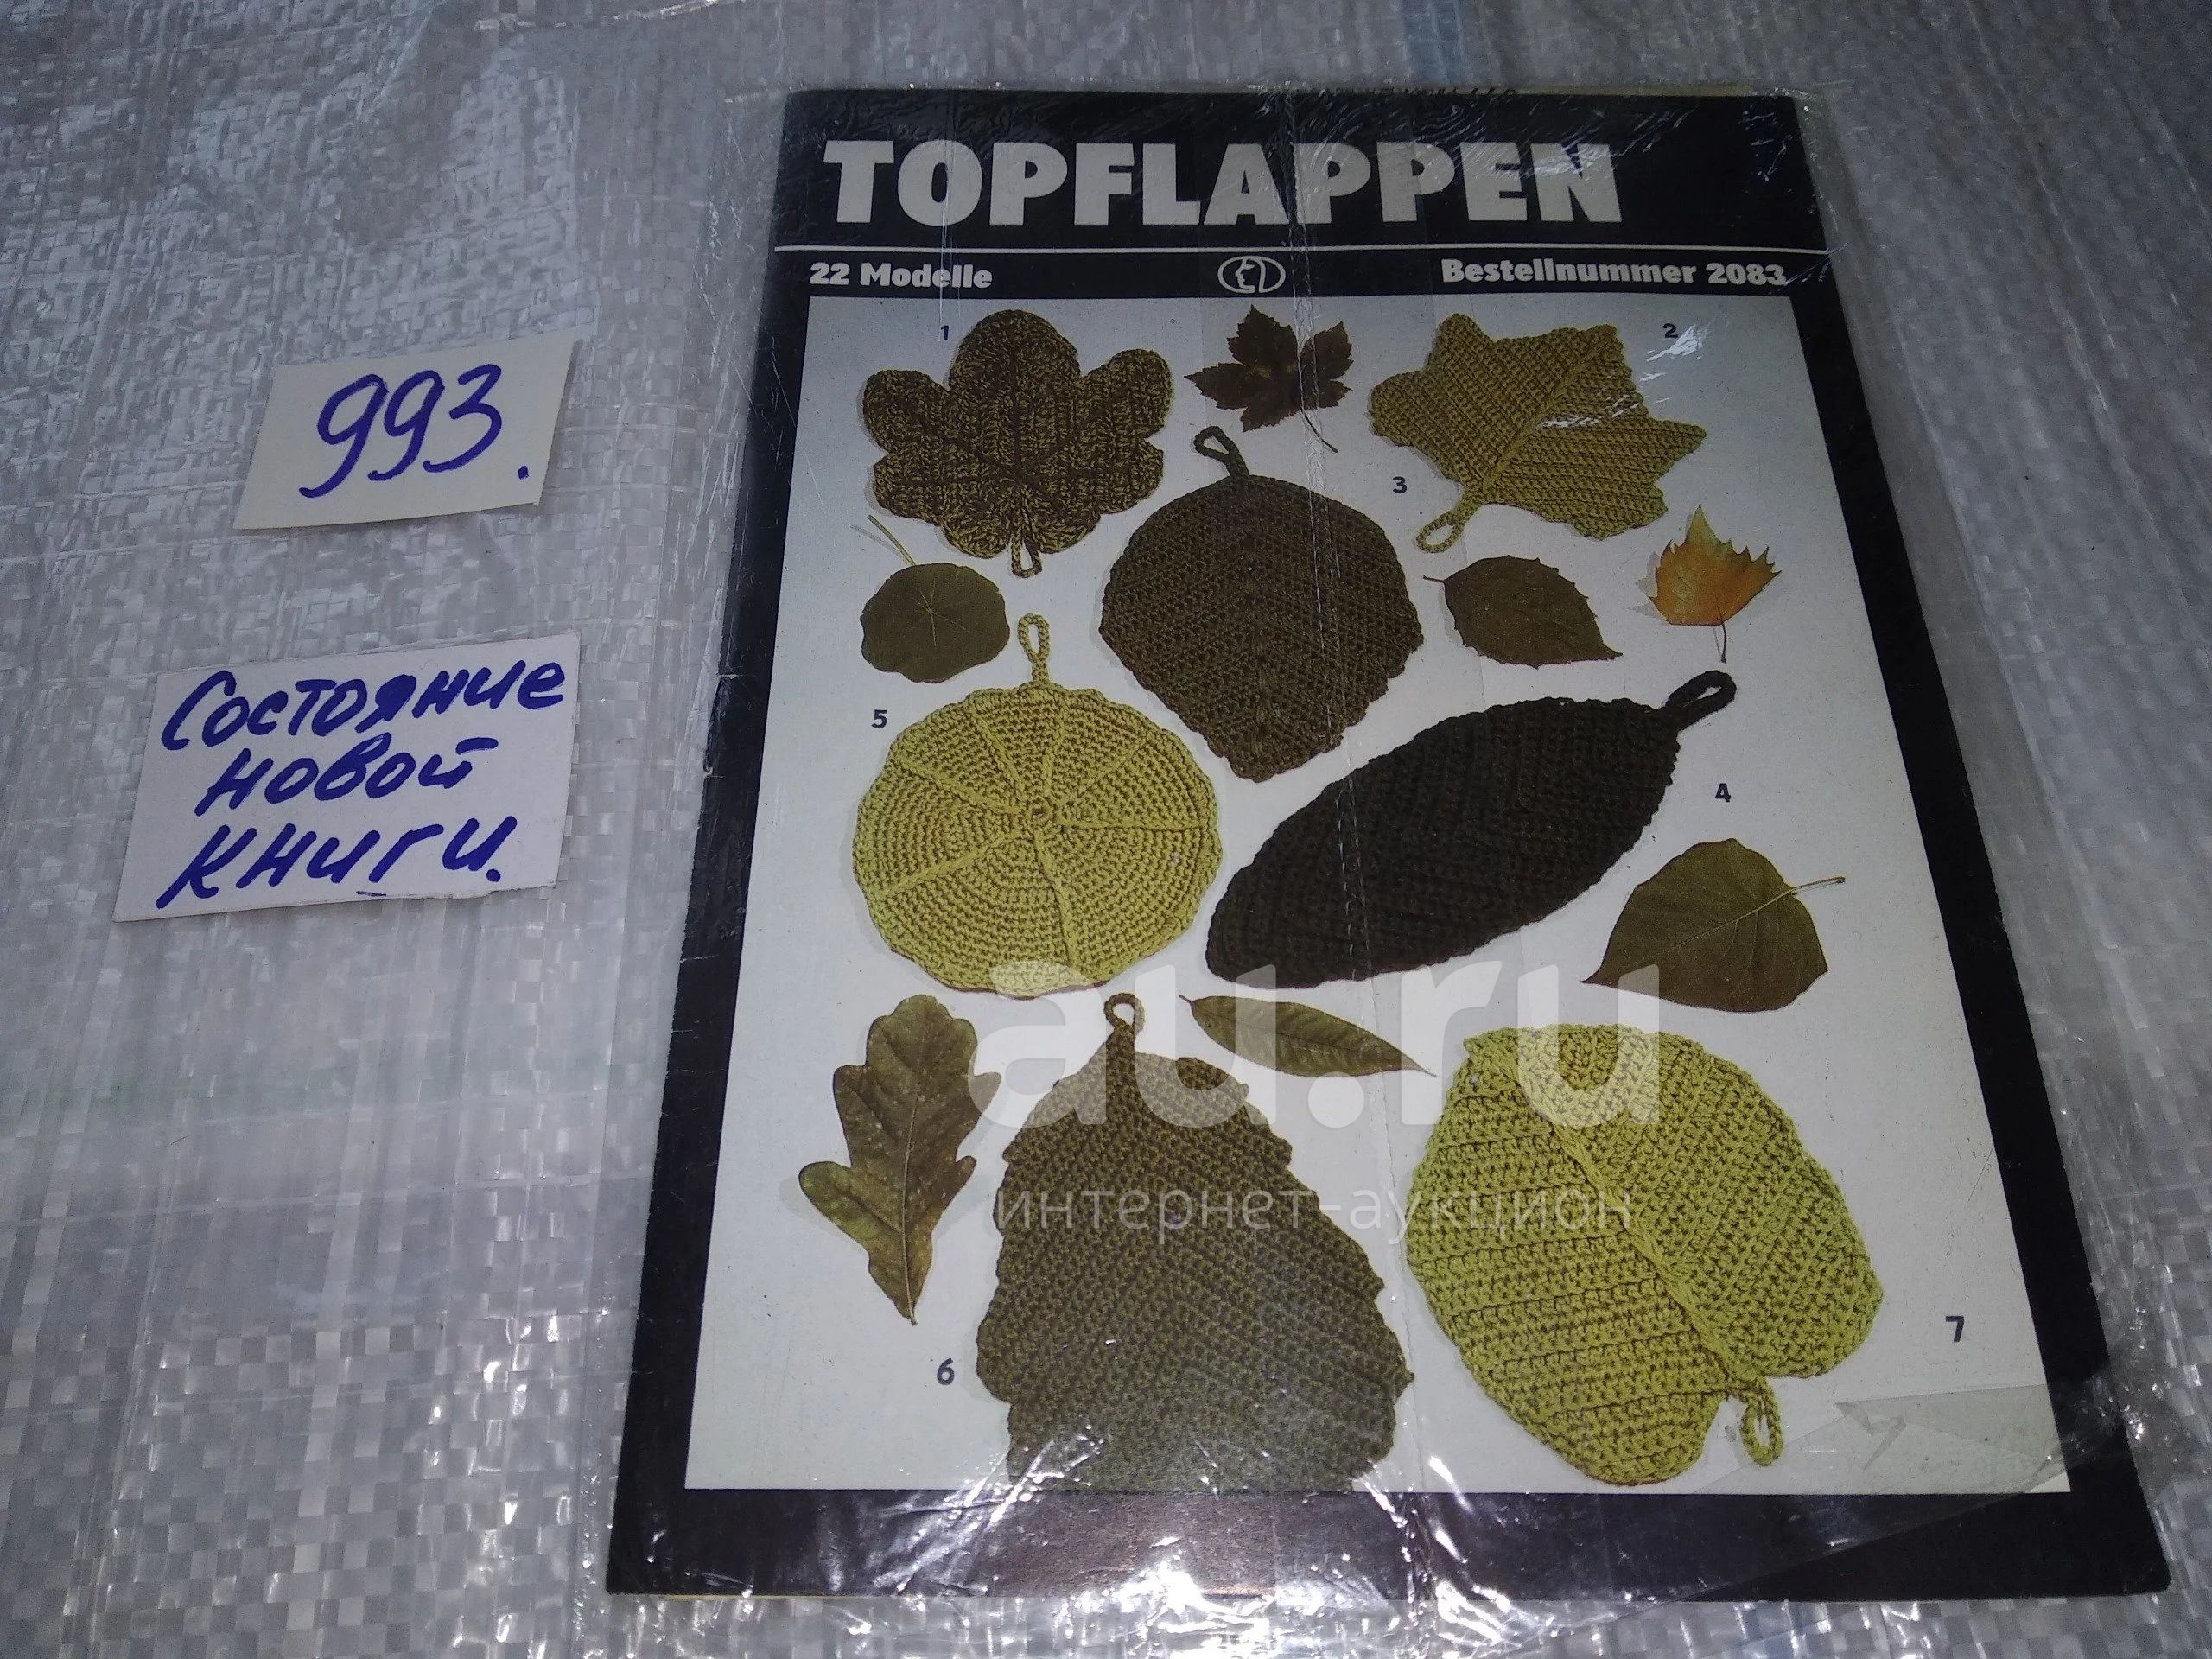 TOPFLAPPEN
22 Modelle
Bestellnummer 2083
1
2
3
4
5
6
7
993.
Состояние
новой
книги.
au.ru
интернет-аукцион